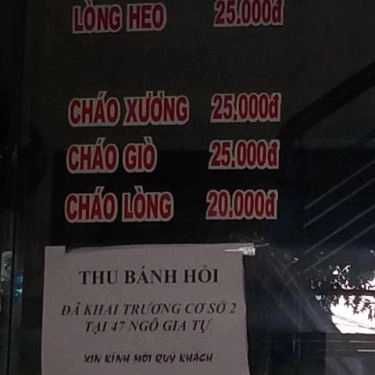 LÒNG HEO 25.000đ
CHÁO XƯƠNG 25.000đ
CHÁO GIÒ 25.000đ
CHÁO LÒNG 20.000đ
THU BÁNH HỎI
ĐÃ KHAI TRƯƠNG CƠ SỞ 2
TẠI 47 NGÔ GIA TỰ
XIN KÍNH MỜI QUÝ KHÁCH